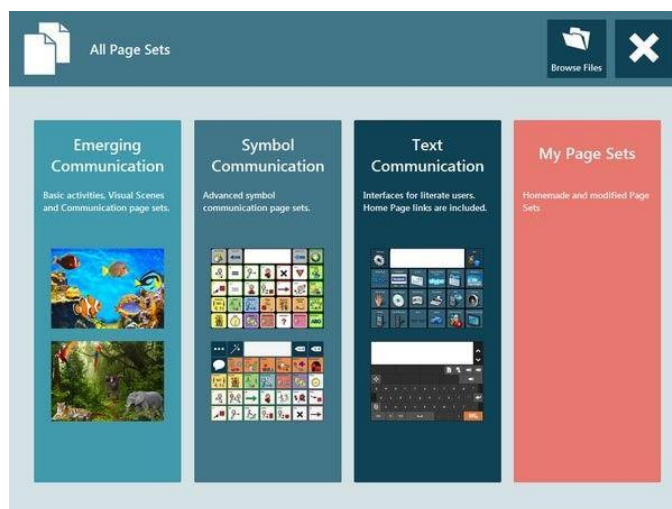 All Page Sets
Browse Files
Emerging
Communication
Basic activities, Visual Scenes
and Communication page sets.
Symbol
Communication
Advanced symbol
communication page sets.
Text
Communication
Interfaces for literate users.
Home Page links are included.
My Page Sets
Homemade and modified Page
Sets